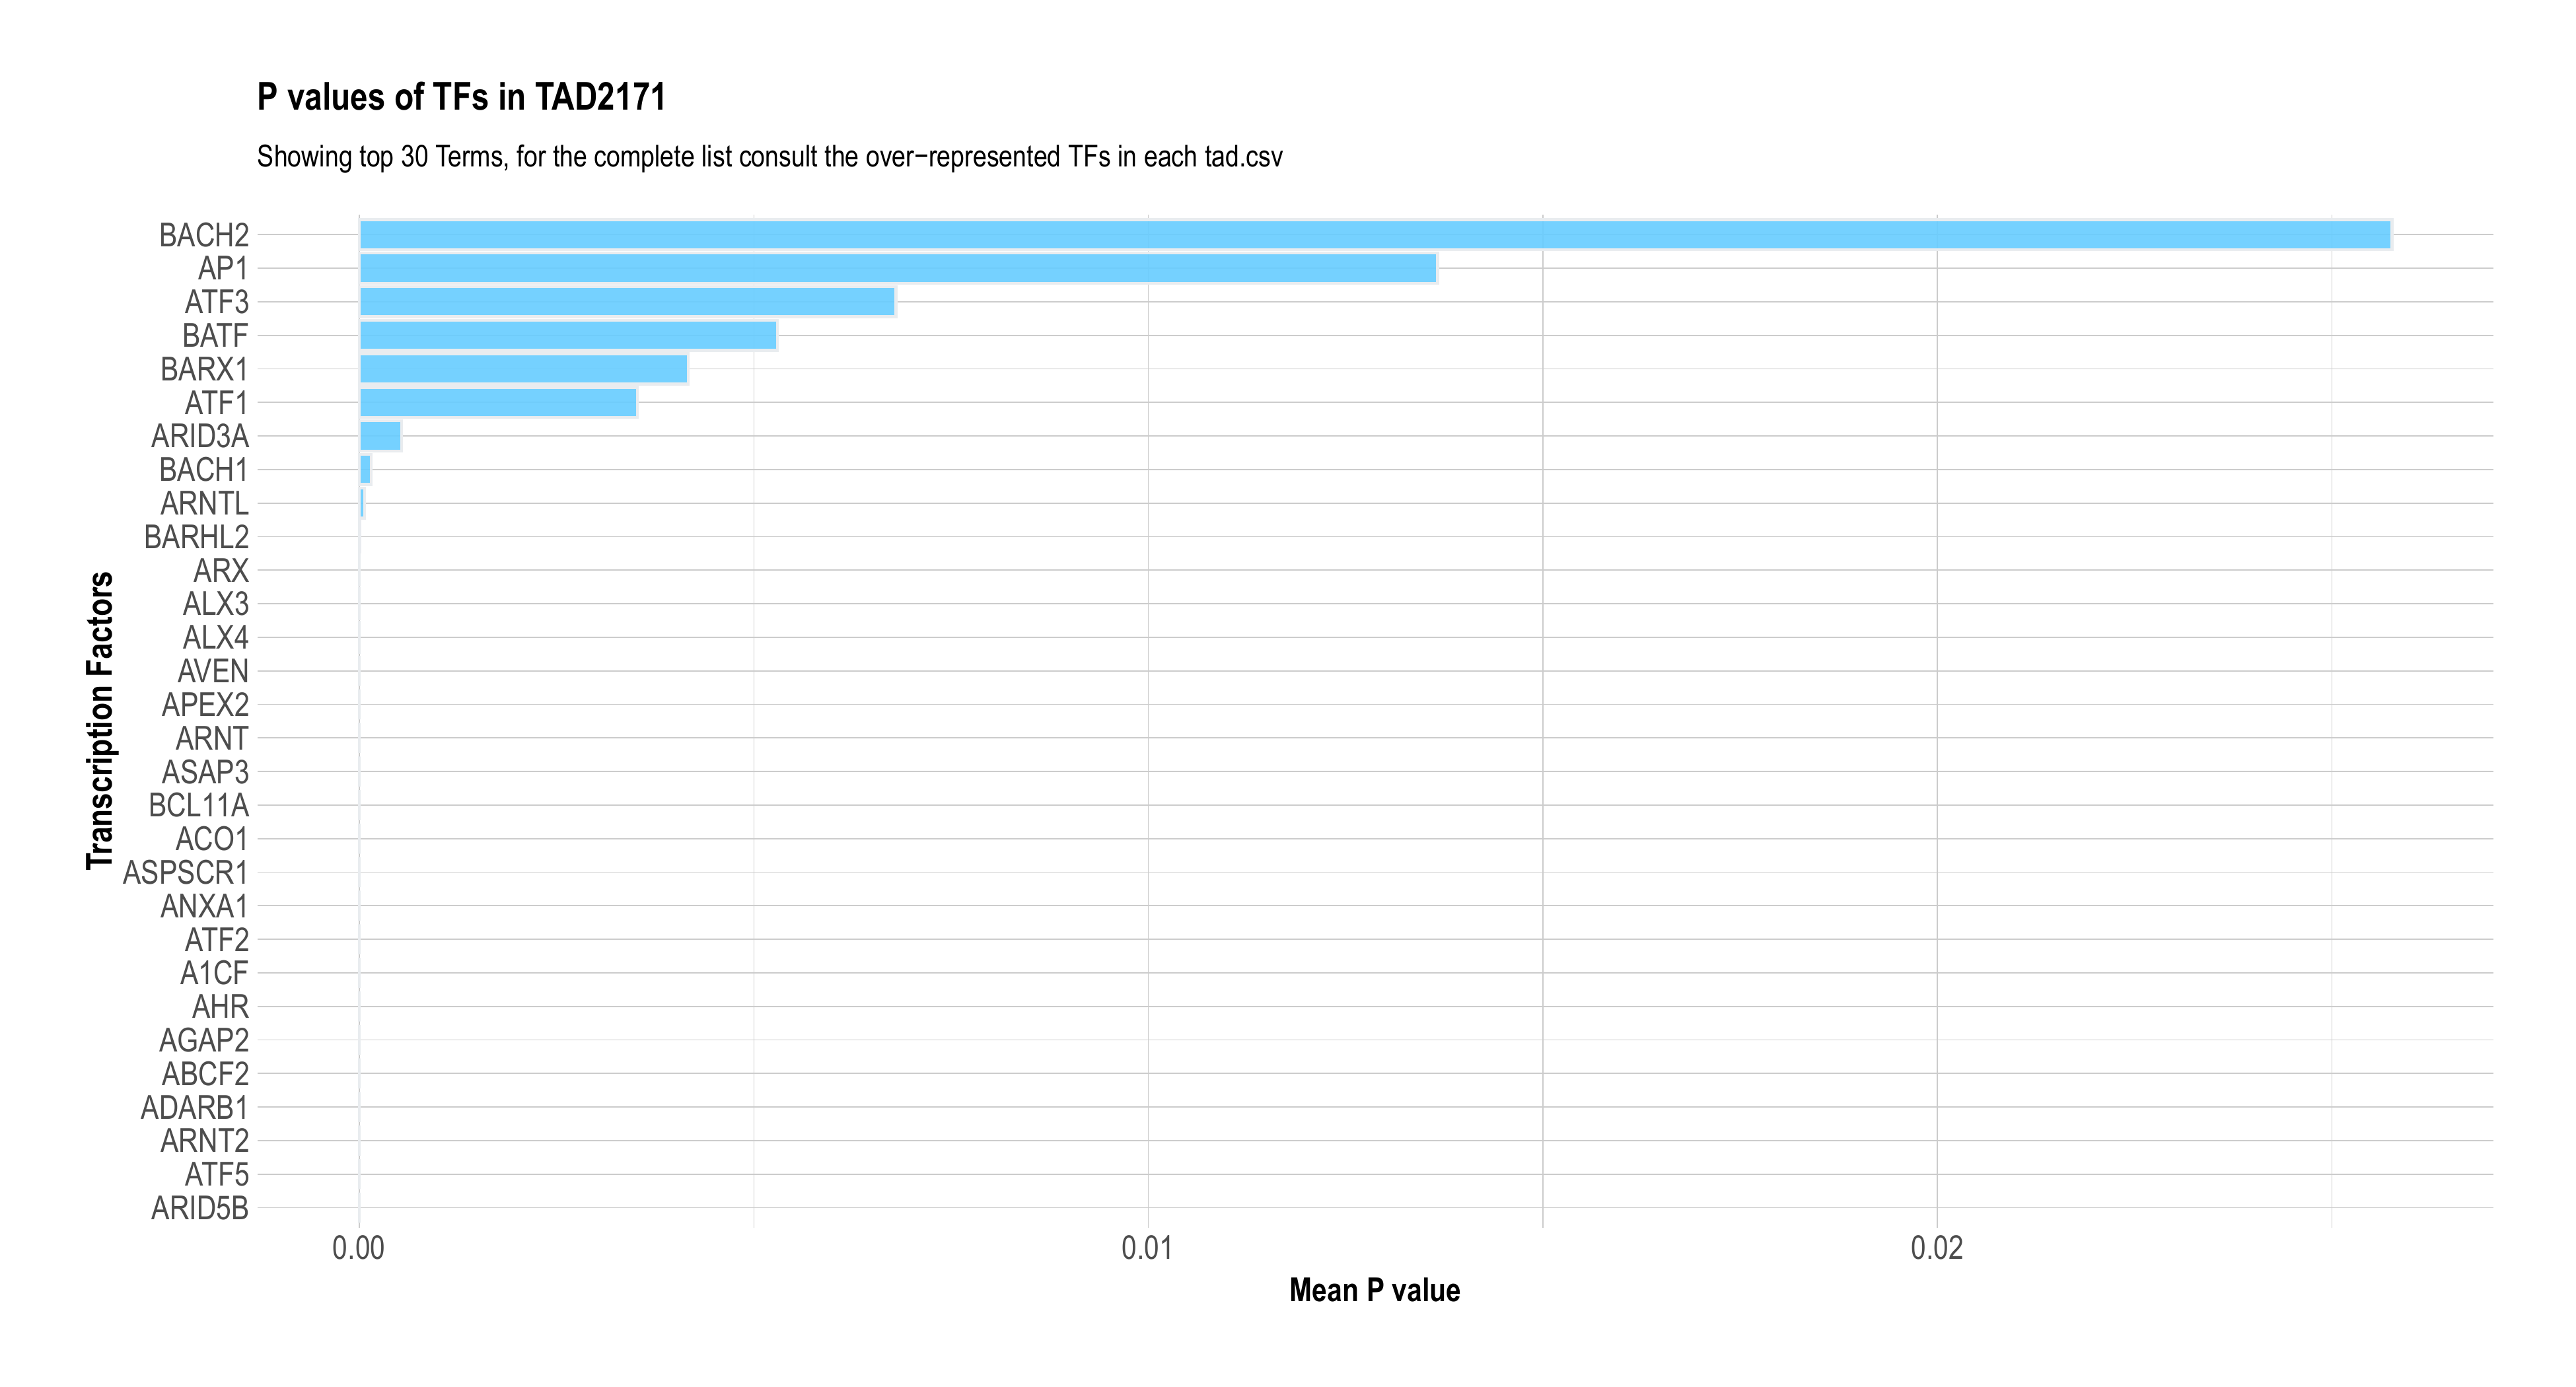 P values of TFs in TAD2171
Showing top 30 Terms, for the complete list consult the over−represented TFs in each tad.csv
Transcription Factors
BACH2
AP1
ATF3
BATF
BARX1
ATF1
ARID3A
BACH1
ARNTL
BARHL2
ARX
ALX3
ALX4
AVEN
APEX2
ARNT
ASAP3
BCL11A
ACO1
ASPSCR1
ANXA1
ATF2
A1CF
AHR
AGAP2
ABCF2
ADARB1
ARNT2
ATF5
ARID5B
0.00 0.01 0.02
Mean P value